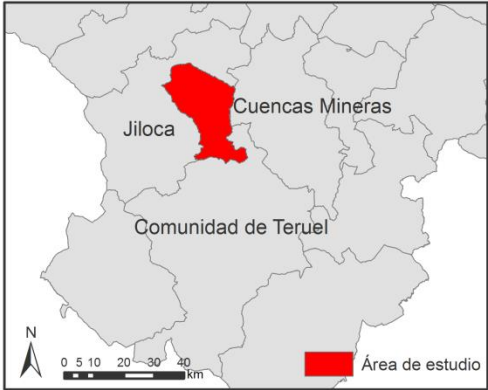 Cuencas Mineras
Jiloca
Comunidad de Teruel
N
0 5 10 20 30 40
km
Área de estudio